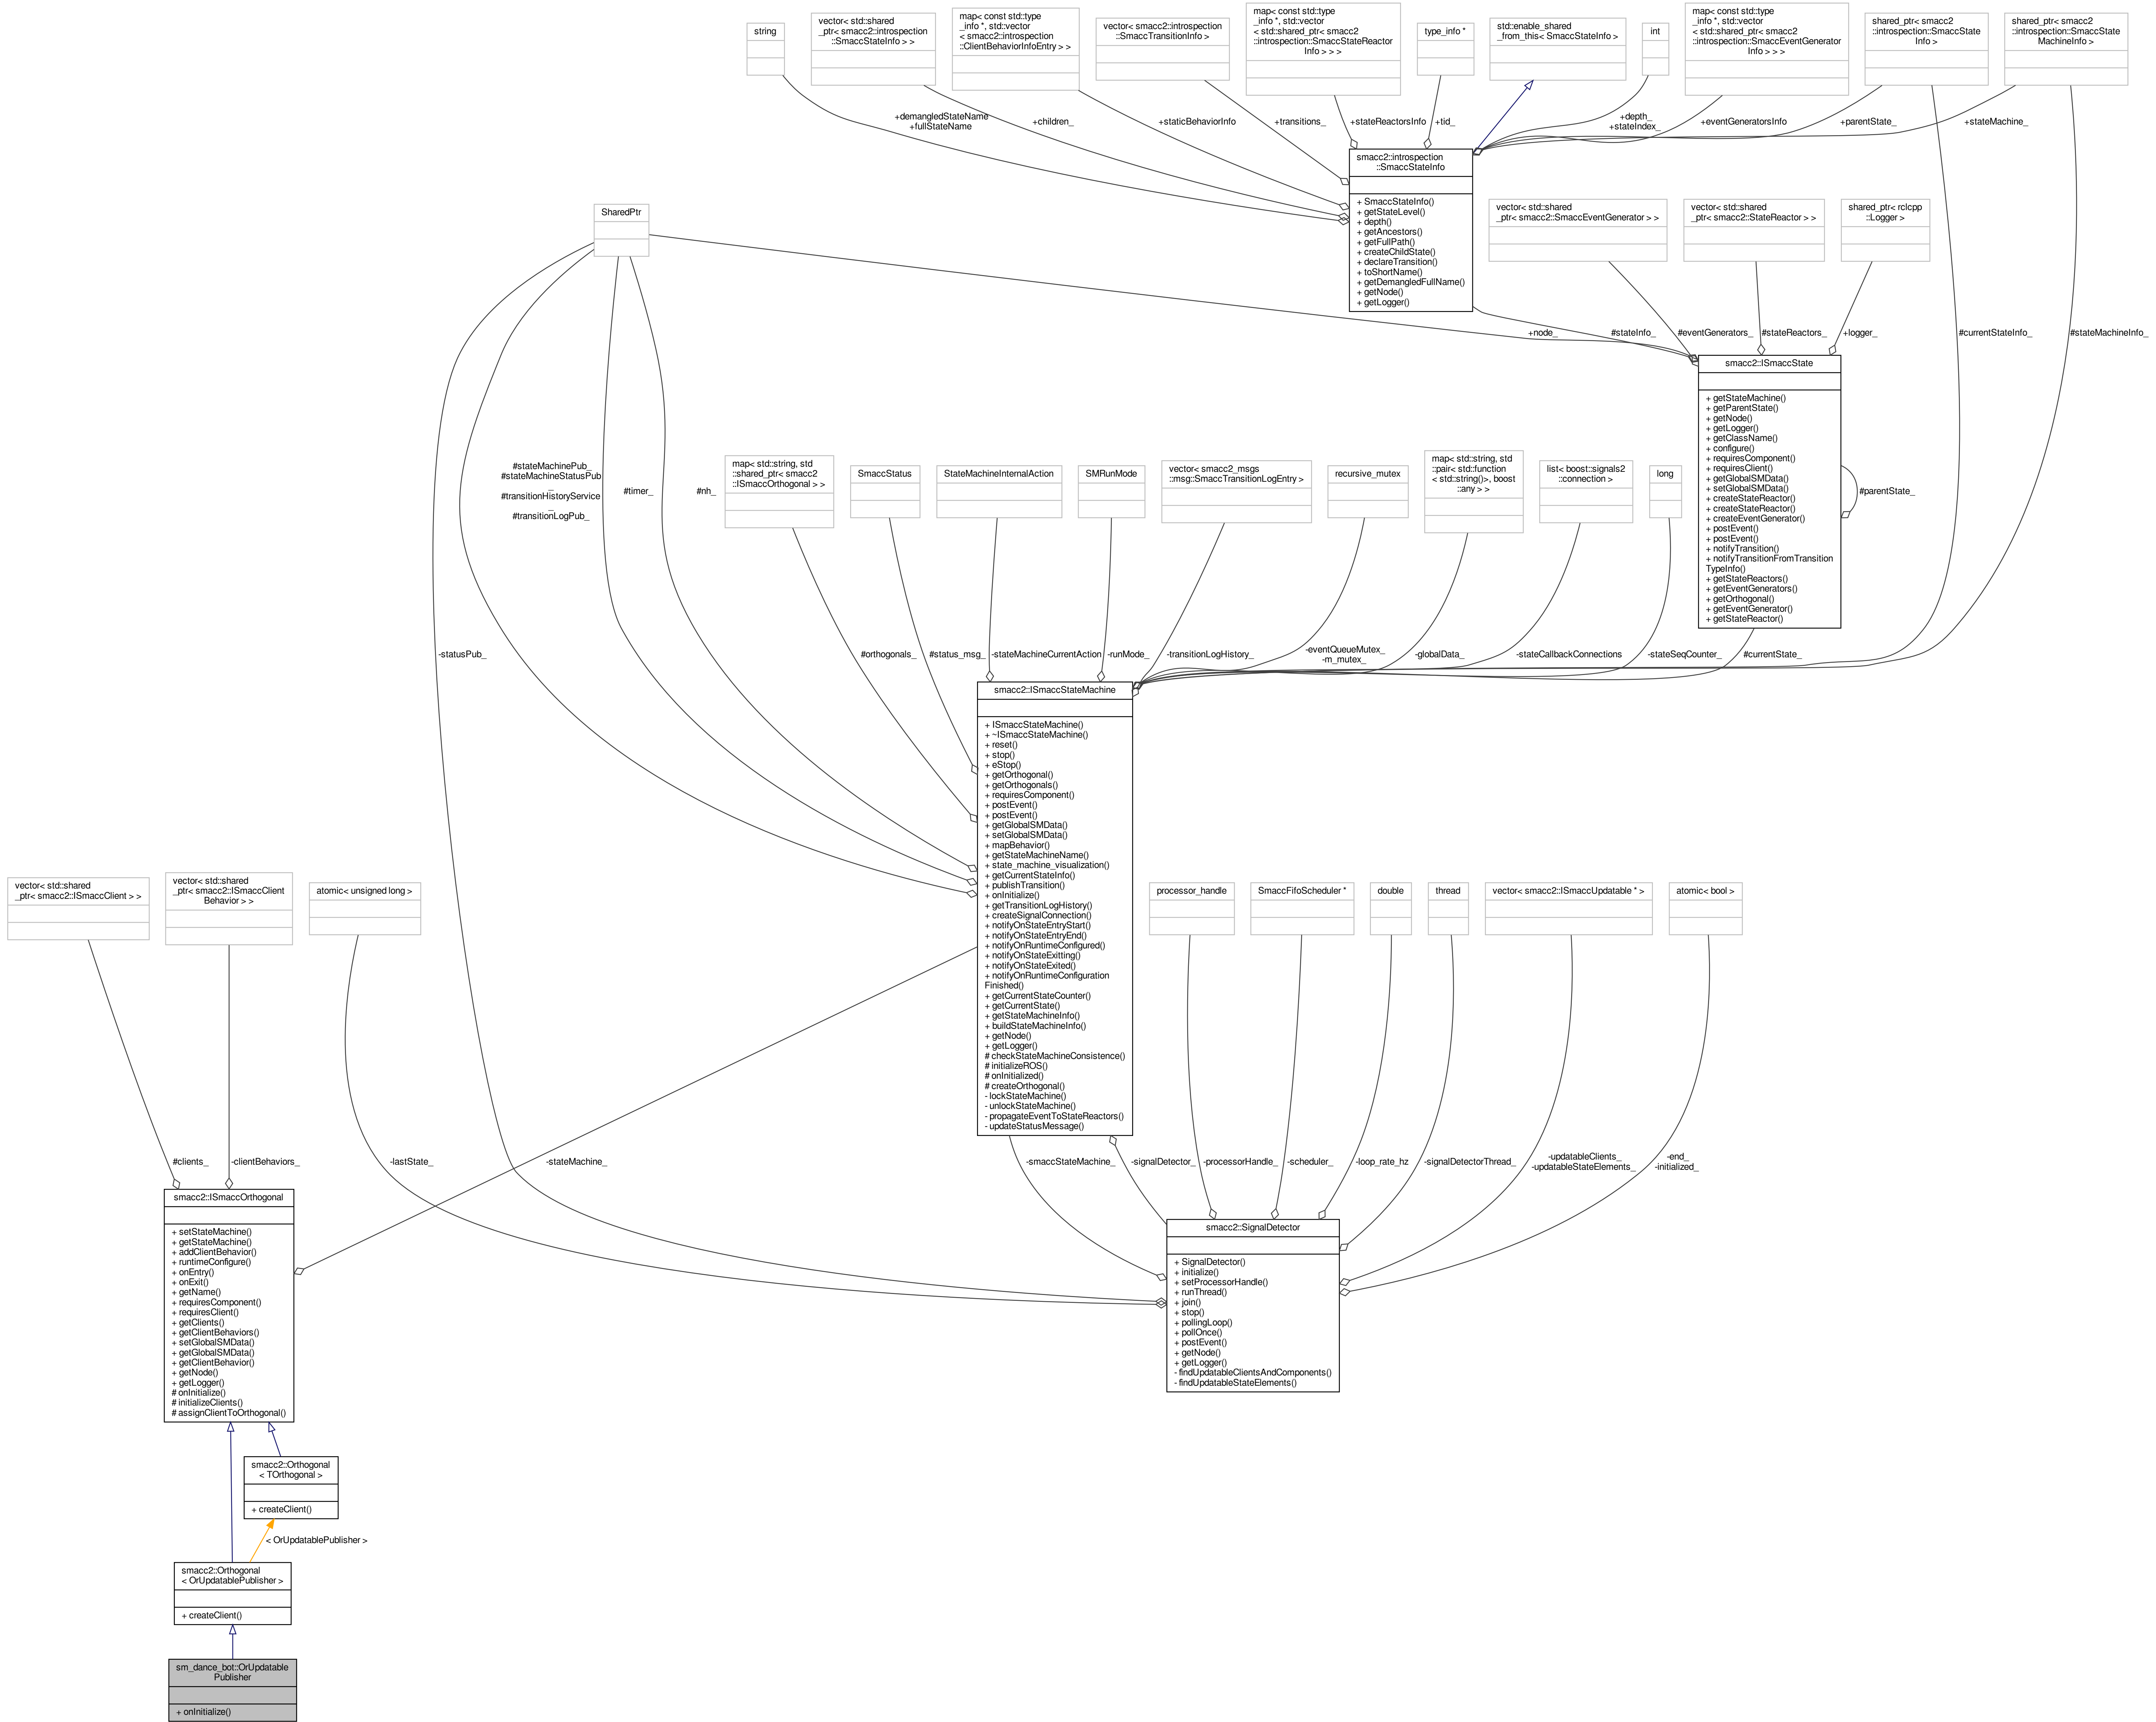 string
vector< std::shared
_ptr< smacc2::introspection
::SmaccStateInfo > >
map< const std::type
_info *, std::vector
< smacc2::introspection
::ClientBehaviorInfoEntry > >
vector< smacc2::introspection
::SmaccTransitionInfo >
map< const std::type
_info *, std::vector
< std::shared_ptr< smacc2
::introspection::SmaccStateReactor
Info > > >
type_info *
std::enable_shared
_from_this< SmaccStateInfo >
int
map< const std::type
_info *, std::vector
< std::shared_ptr< smacc2
::introspection::SmaccEventGenerator
Info > > >
shared_ptr< smacc2
::introspection::SmaccState
Info >
shared_ptr< smacc2
::introspection::SmaccState
MachineInfo >
+demangledStateName
+fullStateName
+children_
+staticBehaviorInfo
+transitions_
+stateReactorsInfo
+tid_
+depth_
+stateIndex_
+eventGeneratorsInfo
+parentState_
+stateMachine_
smacc2::introspection
::SmaccStateInfo
+ SmaccStateInfo()
+ getStateLevel()
+ depth()
+ getAncestors()
+ getFullPath()
+ createChildState()
+ declareTransition()
+ toShortName()
+ getDemangledFullName()
+ getNode()
+ getLogger()
SharedPtr
vector< std::shared
_ptr< smacc2::SmaccEventGenerator > >
vector< std::shared
_ptr< smacc2::StateReactor > >
shared_ptr< rclcpp
::Logger >
+node_
#stateInfo_
#eventGenerators_
#stateReactors_
+logger_
#currentStateInfo_
#stateMachineInfo_
smacc2::ISmaccState
+ getStateMachine()
+ getParentState()
+ getNode()
+ getLogger()
+ getClassName()
+ configure()
+ requiresComponent()
+ requiresClient()
+ getGlobalSMData()
+ setGlobalSMData()
+ createStateReactor()
+ createStateReactor()
+ createEventGenerator()
+ postEvent()
+ postEvent()
+ notifyTransition()
+ notifyTransitionFromTransition
TypeInfo()
+ getStateReactors()
+ getEventGenerators()
+ getOrthogonal()
+ getEventGenerator()
+ getStateReactor()
#parentState_
#stateMachinePub_
#stateMachineStatusPub
_
#transitionHistoryService
_
#transitionLogPub_
#timer_
#nh_
map< std::string, std
::shared_ptr< smacc2
::ISmaccOrthogonal > >
SmaccStatus
StateMachineInternalAction
SMRunMode
vector< smacc2_msgs
::msg::SmaccTransitionLogEntry >
recursive_mutex
map< std::string, std
::pair< std::function
< std::string()>, boost
::any > >
list< boost::signals2
::connection >
long
-statusPub_
#orthogonals_
#status_msg_
-stateMachineCurrentAction
-runMode_
-transitionLogHistory_
-eventQueueMutex_
-m_mutex_
-globalData_
-stateCallbackConnections
-stateSeqCounter_
#currentState_
smacc2::ISmaccStateMachine
+ ISmaccStateMachine()
+ ~ISmaccStateMachine()
+ reset()
+ stop()
+ eStop()
+ getOrthogonal()
+ getOrthogonals()
+ requiresComponent()
+ postEvent()
+ postEvent()
+ getGlobalSMData()
+ setGlobalSMData()
+ mapBehavior()
+ getStateMachineName()
+ state_machine_visualization()
+ getCurrentStateInfo()
+ publishTransition()
+ onInitialize()
+ getTransitionLogHistory()
+ createSignalConnection()
+ notifyOnStateEntryStart()
+ notifyOnStateEntryEnd()
+ notifyOnRuntimeConfigured()
+ notifyOnStateExitting()
+ notifyOnStateExited()
+ notifyOnRuntimeConfiguration
Finished()
+ getCurrentStateCounter()
+ getCurrentState()
+ getStateMachineInfo()
+ buildStateMachineInfo()
+ getNode()
+ getLogger()
# checkStateMachineConsistence()
# initializeROS()
# onInitialized()
# createOrthogonal()
- lockStateMachine()
- unlockStateMachine()
- propagateEventToStateReactors()
- updateStatusMessage()
vector< std::shared
_ptr< smacc2::ISmaccClient > >
vector< std::shared
_ptr< smacc2::ISmaccClient
Behavior > >
atomic< unsigned long >
processor_handle
SmaccFifoScheduler *
double
thread
vector< smacc2::ISmaccUpdatable * >
atomic< bool >
#clients_
-clientBehaviors_
-lastState_
-stateMachine_
-smaccStateMachine_
-signalDetector_
-processorHandle_
-scheduler_
-loop_rate_hz
-signalDetectorThread_
-updatableClients_
-updatableStateElements_
-end_
-initialized_
smacc2::ISmaccOrthogonal
+ setStateMachine()
+ getStateMachine()
+ addClientBehavior()
+ runtimeConfigure()
+ onEntry()
+ onExit()
+ getName()
+ requiresComponent()
+ requiresClient()
+ getClients()
+ getClientBehaviors()
+ setGlobalSMData()
+ getGlobalSMData()
+ getClientBehavior()
+ getNode()
+ getLogger()
# onInitialize()
# initializeClients()
# assignClientToOrthogonal()
smacc2::SignalDetector
+ SignalDetector()
+ initialize()
+ setProcessorHandle()
+ runThread()
+ join()
+ stop()
+ pollingLoop()
+ pollOnce()
+ postEvent()
+ getNode()
+ getLogger()
- findUpdatableClientsAndComponents()
- findUpdatableStateElements()
smacc2::Orthogonal
< TOrthogonal >
+ createClient()
< OrUpdatablePublisher >
smacc2::Orthogonal
< OrUpdatablePublisher >
+ createClient()
sm_dance_bot::OrUpdatable
Publisher
+ onInitialize()